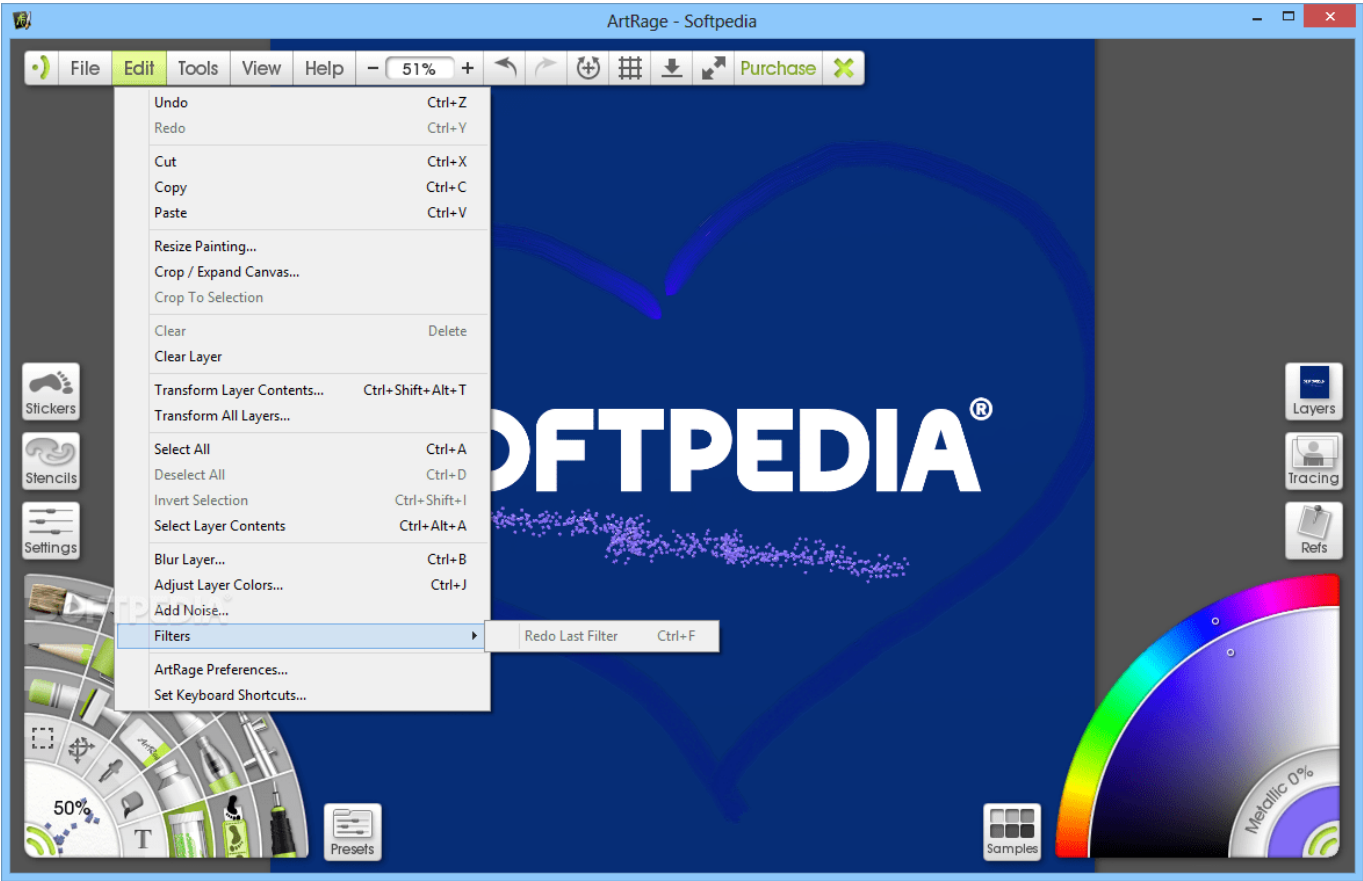 ArtRage - Softpedia
File Edit Tools View Help − 51% + Purchase
Undo Ctrl+Z
Redo Ctrl+Y
Cut Ctrl+X
Copy Ctrl+C
Paste Ctrl+V
Resize Painting...
Crop / Expand Canvas...
Crop To Selection
Clear Delete
Clear Layer
Transform Layer Contents... Ctrl+Shift+Alt+T
Transform All Layers...
Select All Ctrl+A
Deselect All Ctrl+D
Invert Selection Ctrl+Shift+I
Select Layer Contents Ctrl+Alt+A
Blur Layer... Ctrl+B
Adjust Layer Colors... Ctrl+J
Add Noise...
Filters
Redo Last Filter Ctrl+F
ArtRage Preferences...
Set Keyboard Shortcuts...
OFTPEDIA®
SOFTPEDIA
Stickers
Stencils
Settings
50%
T
Presets
Layers
Tracing
Refs
Samples
Metallic 0%